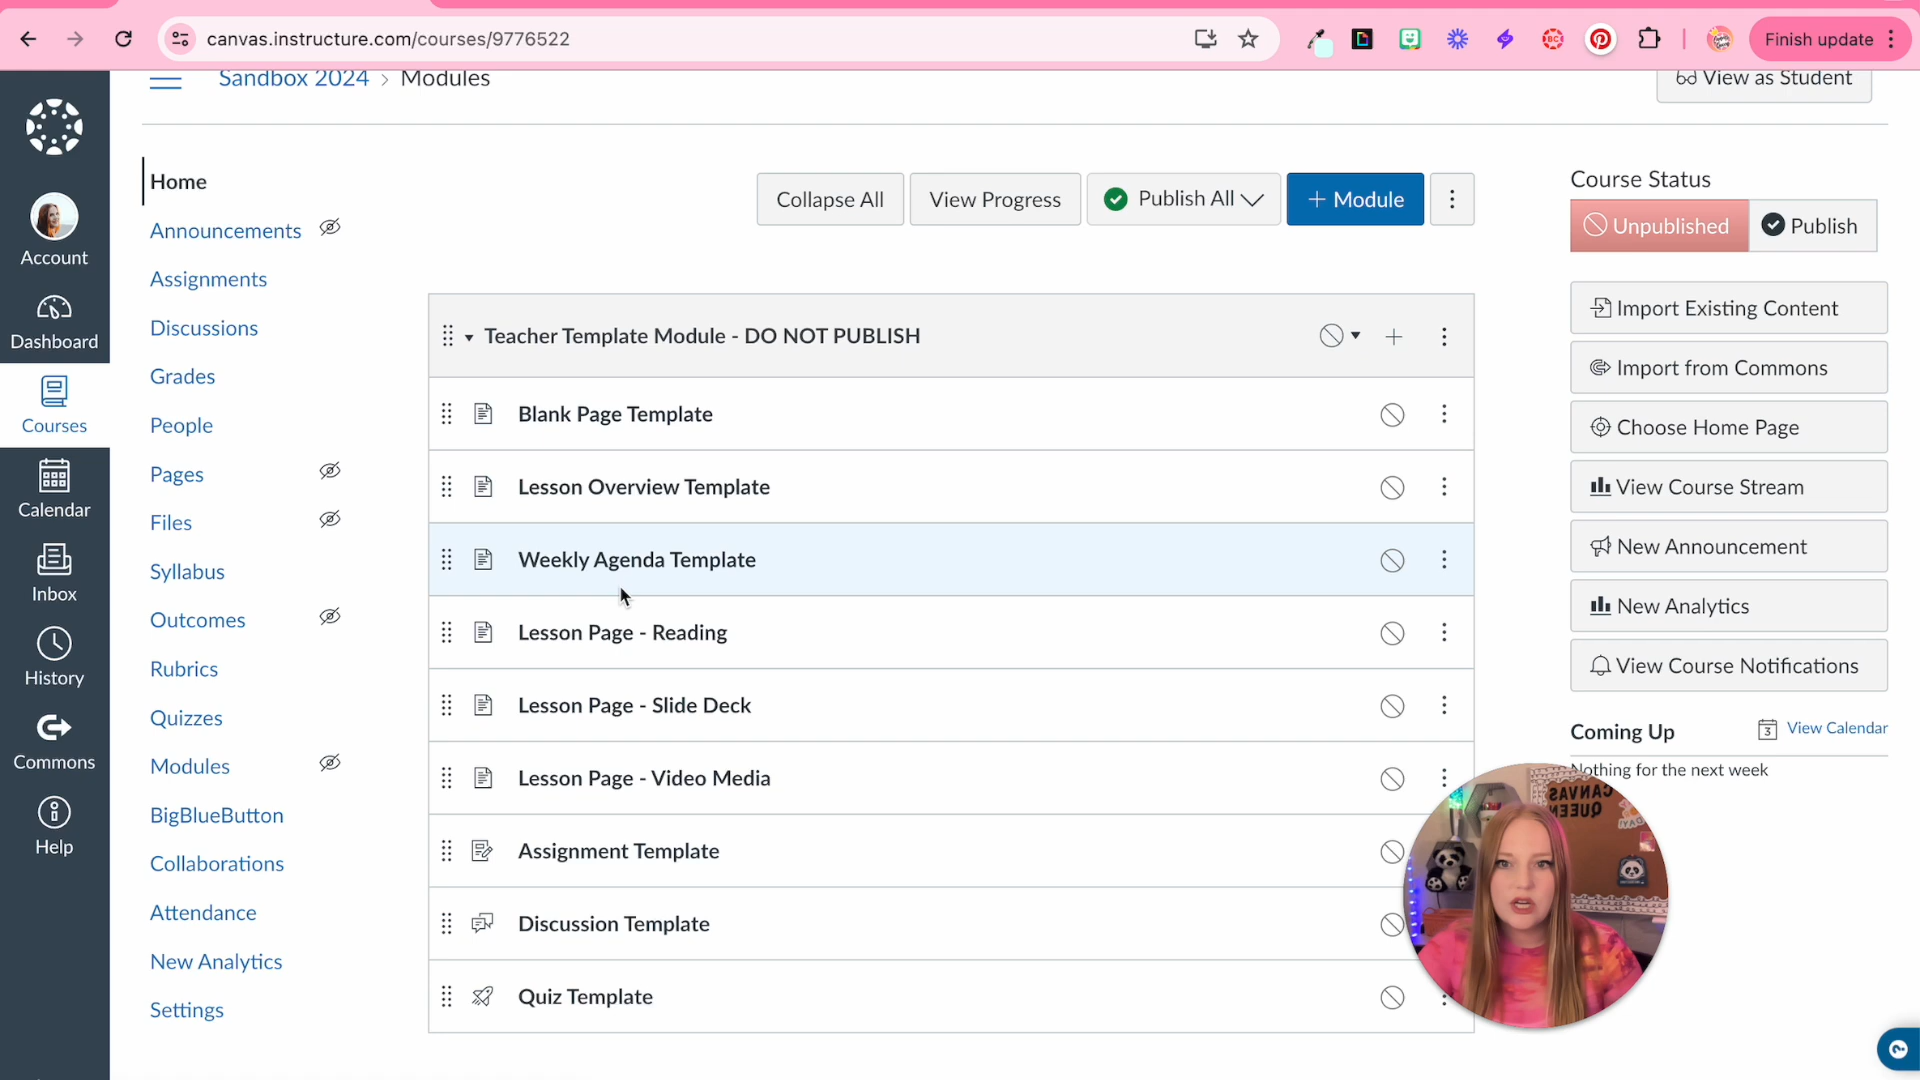 canvas.instructure.com/courses/9776522
Finish update
Sandbox 2024 > Modules
View as Student
Account
Dashboard
Courses
Calendar
Inbox
History
Commons
Help
Home
Announcements
Assignments
Discussions
Grades
People
Pages
Files
Syllabus
Outcomes
Rubrics
Quizzes
Modules
BigBlueButton
Collaborations
Attendance
New Analytics
Settings
Collapse All
View Progress
Publish All
+ Module
Teacher Template Module - DO NOT PUBLISH
Blank Page Template
Lesson Overview Template
Weekly Agenda Template
Lesson Page - Reading
Lesson Page - Slide Deck
Lesson Page - Video Media
Assignment Template
Discussion Template
Quiz Template
Course Status
Unpublished
Publish
Import Existing Content
Import from Commons
Choose Home Page
View Course Stream
New Announcement
New Analytics
View Course Notifications
Coming Up
3 View Calendar
Nothing for the next week
CANVAS
QUEEN